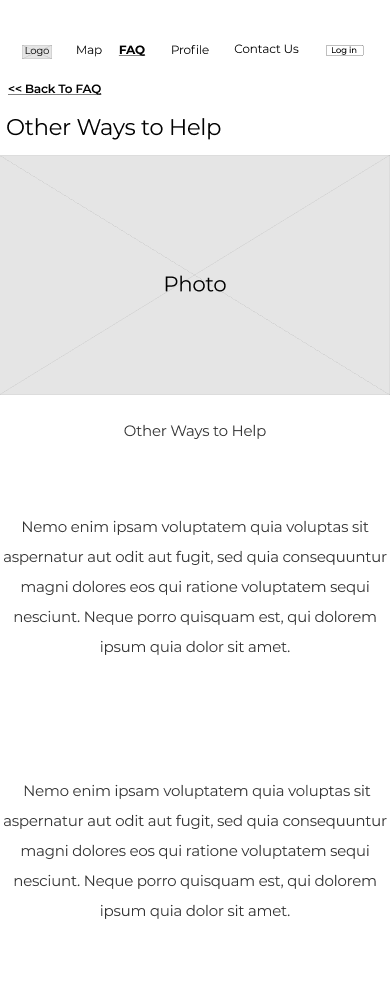 Logo Map FAQ Profile Contact Us Log in
<< Back To FAQ
Other Ways to Help
Photo
Other Ways to Help
Nemo enim ipsam voluptatem quia voluptas sit
aspernatur aut odit aut fugit, sed quia consequuntur
magni dolores eos qui ratione voluptatem sequi
nesciunt. Neque porro quisquam est, qui dolorem
ipsum quia dolor sit amet.
Nemo enim ipsam voluptatem quia voluptas sit
aspernatur aut odit aut fugit, sed quia consequuntur
magni dolores eos qui ratione voluptatem sequi
nesciunt. Neque porro quisquam est, qui dolorem
ipsum quia dolor sit amet.